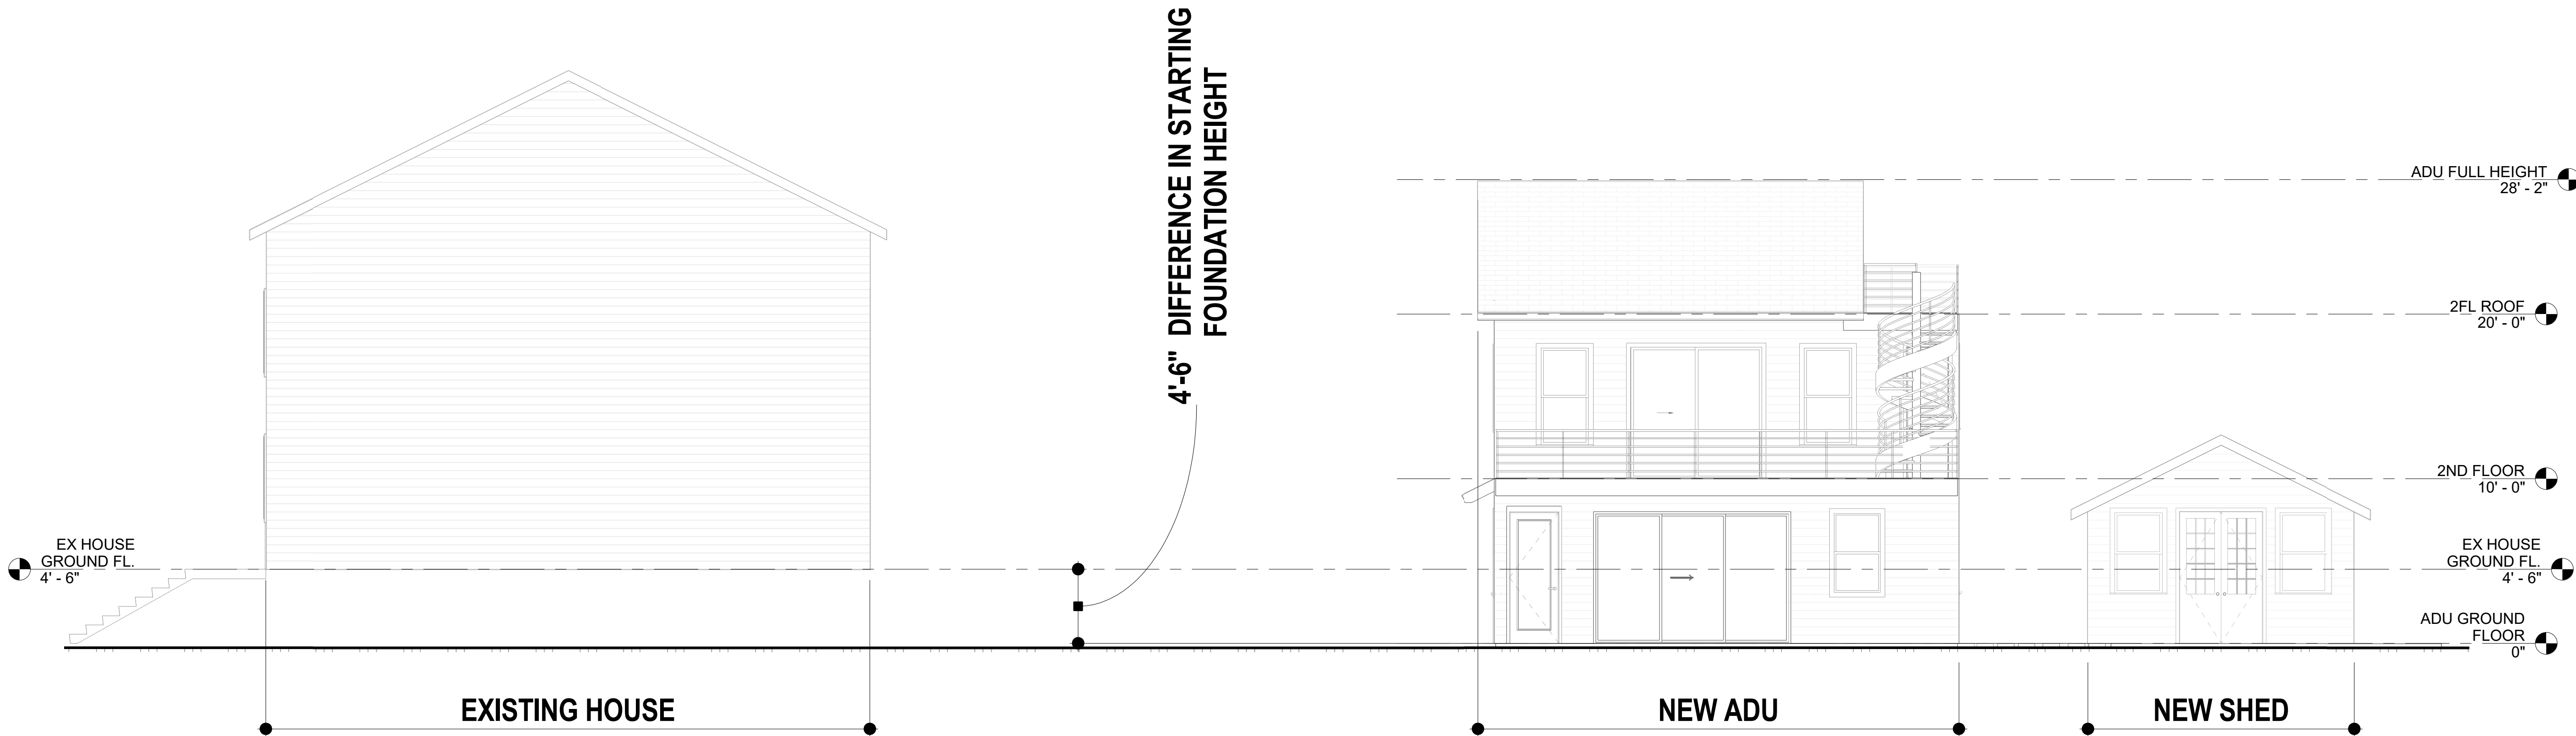 4'-6" DIFFERENCE IN STARTING
FOUNDATION HEIGHT
ADU FULL HEIGHT
28' - 2"
2FL ROOF
20' - 0"
2ND FLOOR
10' - 0"
EX HOUSE
GROUND FL.
4' - 6"
EX HOUSE
GROUND FL.
4' - 6"
ADU GROUND
FLOOR
0"
EXISTING HOUSE
NEW ADU
NEW SHED